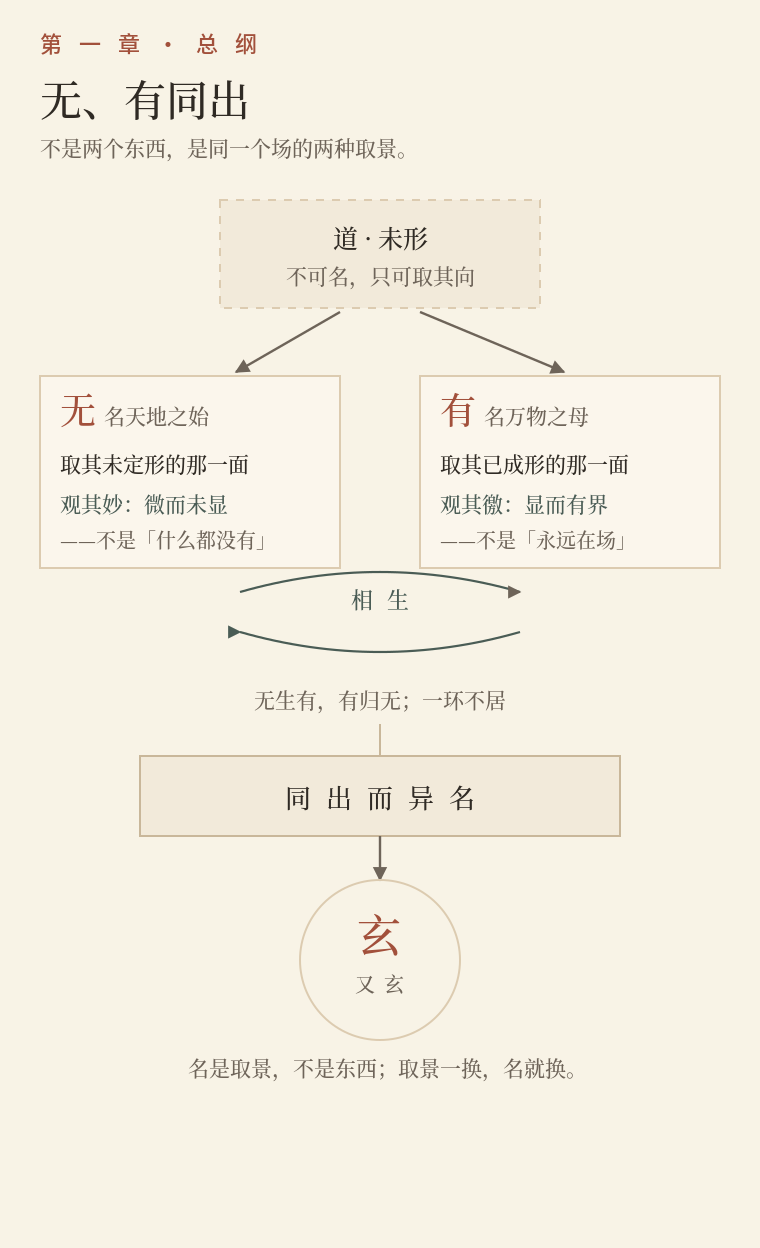 第一章·总纲
无、有同出
不是两个东西，是同一个场的两种取景。
道·未形
不可名，只可取其向
无 名天地之始
取其未定形的那一面
观其妙：微而未显
——不是「什么都没有」
有 名万物之母
取其已成形的那一面
观其徼：显而有界
——不是「永远在场」
相生
无生有，有归无；一环不居
同出而异名
玄
又玄
名是取景，不是东西；取景一换，名就换。